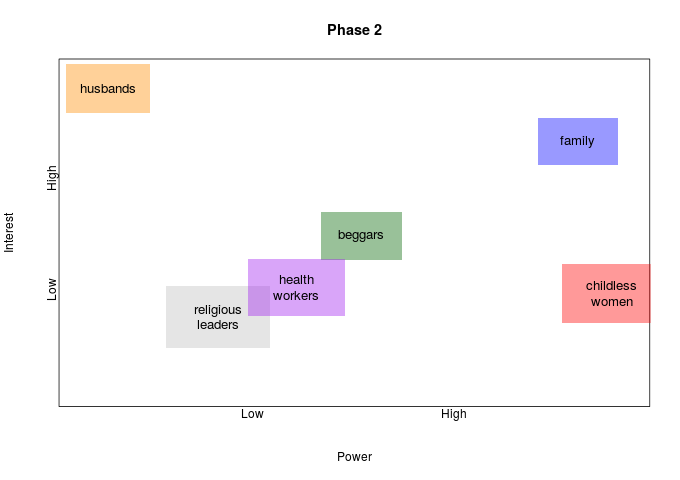 Phase 2
husbands
family
High
Interest
beggars
Low
health
workers
childless
women
religious
leaders
Low
High
Power